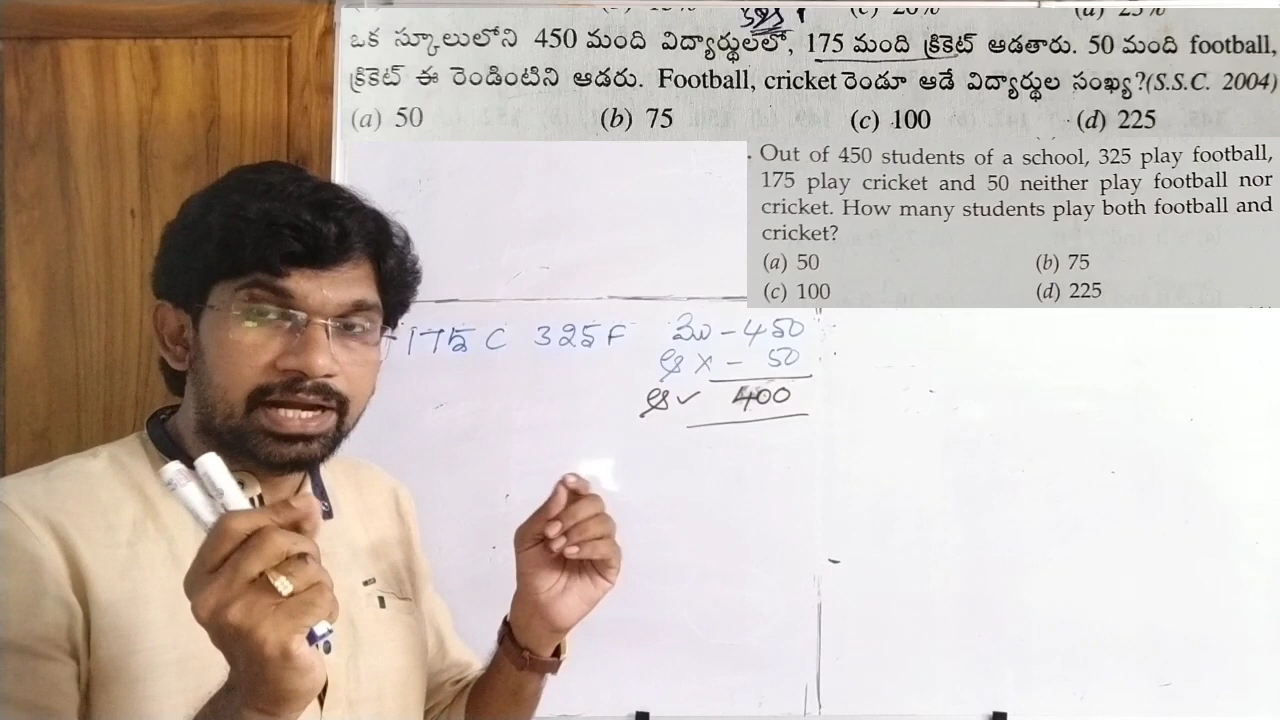 325 F
ఒక స్కూలులోని 450 మంది విద్యార్థులలో, 175 మంది క్రికెట్ ఆడతారు. 50 మంది football,
క్రికెట్ ఈ రెండింటిని ఆడరు. Football, cricket రెండూ ఆడే విద్యార్థుల సంఖ్య?(S.S.C. 2004)
(a) 50 (b) 75 (c) 100 (d) 225
Out of 450 students of a school, 325 play football,
175 play cricket and 50 neither play football nor
cricket. How many students play both football and
cricket?
(a) 50 (b) 75
(c) 100 (d) 225
175 C 325 F మొ - 450
ఆ x - 50
ఆ ✓ 400